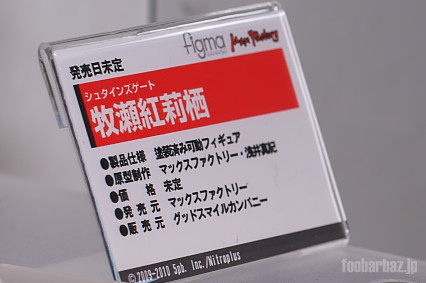 figma
Max Factory
発売日未定
シュタインズゲート
牧瀬紅莉栖
●製品仕様 塗装済み可動フィギュア
●原型制作 マックスファクトリー・浅井真紀
●価格 未定
●発売元 マックスファクトリー
●販売元 グッドスマイルカンパニー
©2009-2010 5pb. Inc./Nitroplus
foobarbaz.jp